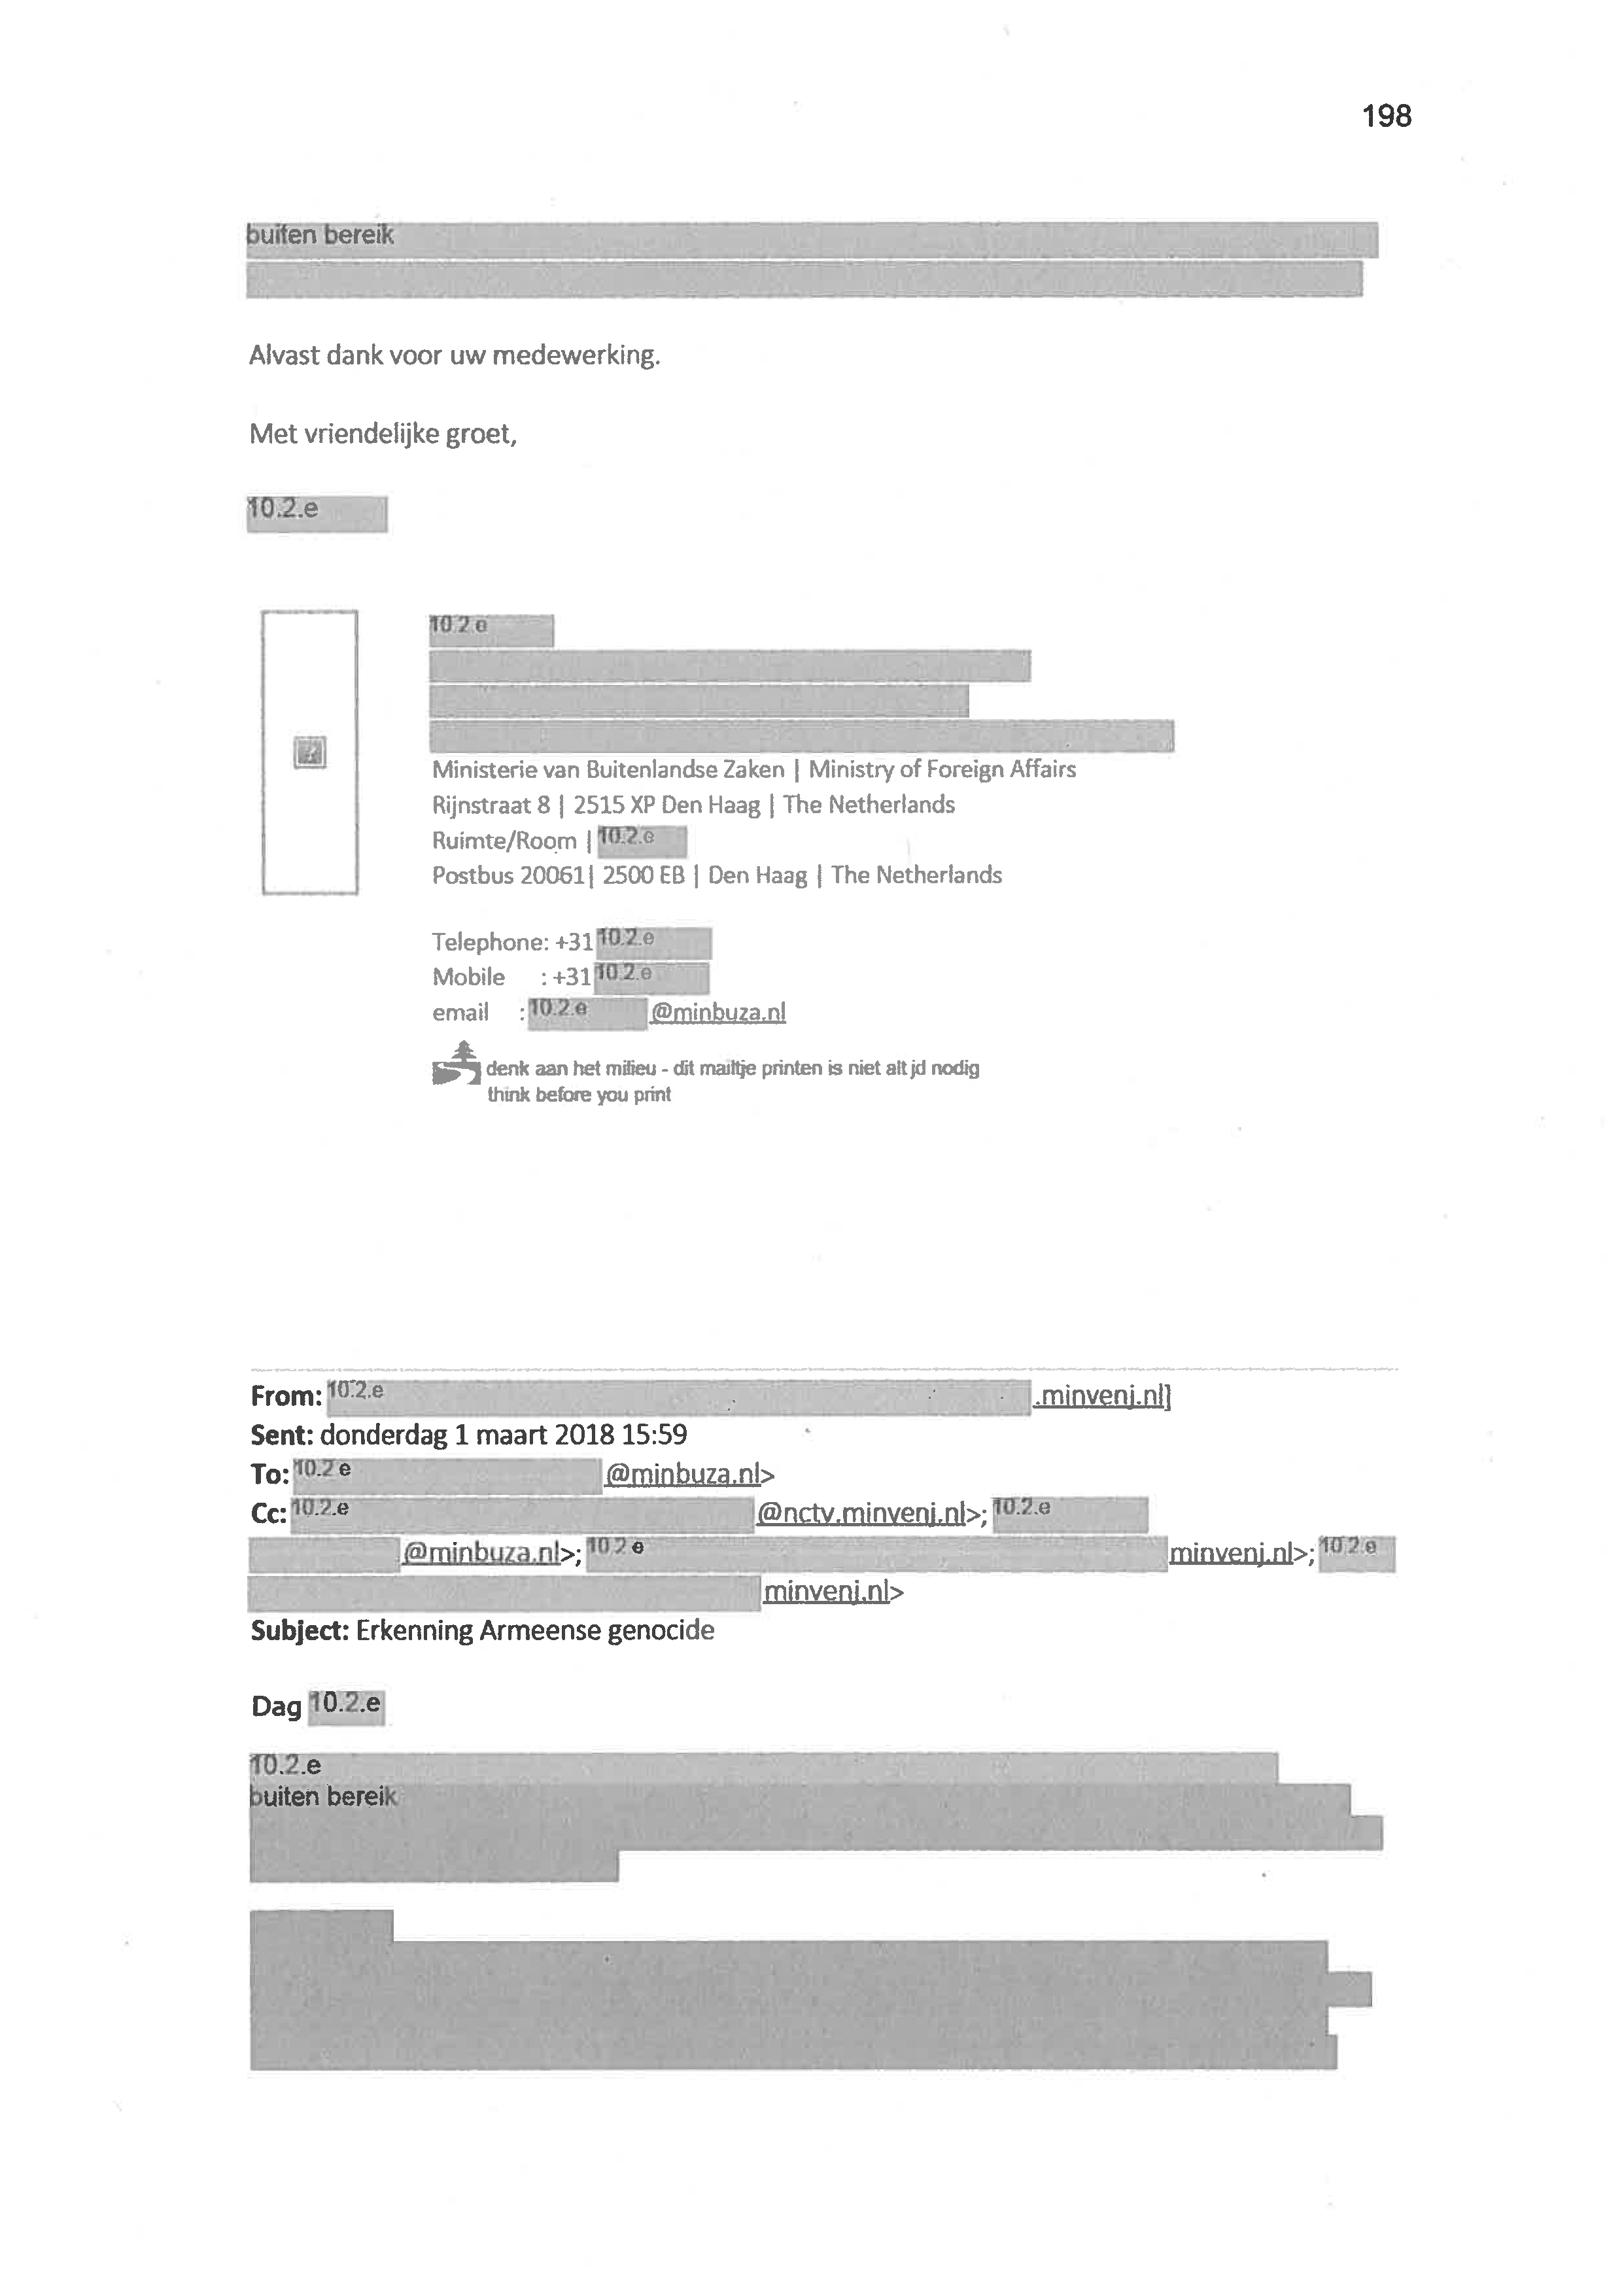 198
buiten bereik
Alvast dank voor uw medewerking.
Met vriendelijke groet,
10.2.e
10.2.e
Ministerie van Buitenlandse Zaken | Ministry of Foreign Affairs
Rijnstraat 8 | 2515 XP Den Haag | The Netherlands
Ruimte/Room | 10.2.e
Postbus 20061| 2500 EB | Den Haag | The Netherlands
Telephone: +31 10.2.e
Mobile : +31 10.2.e
email : 10.2.e @minbuza.nl
denk aan het milieu - dit mailtje printen is niet alt jd nodig
think before you print
From: 10.2.e .minvenj.nl]
Sent: donderdag 1 maart 2018 15:59
To: 10.2 e @minbuza.nl>
Cc: 10.2.e @nctv.minvenj.nl>; 10.2.e
@minbuza.nl>; 10 2 e minvenj.nl>; 10 2.e
minvenj.nl>
Subject: Erkenning Armeense genocide
Dag 10.2.e
10.2.e
buiten bereik